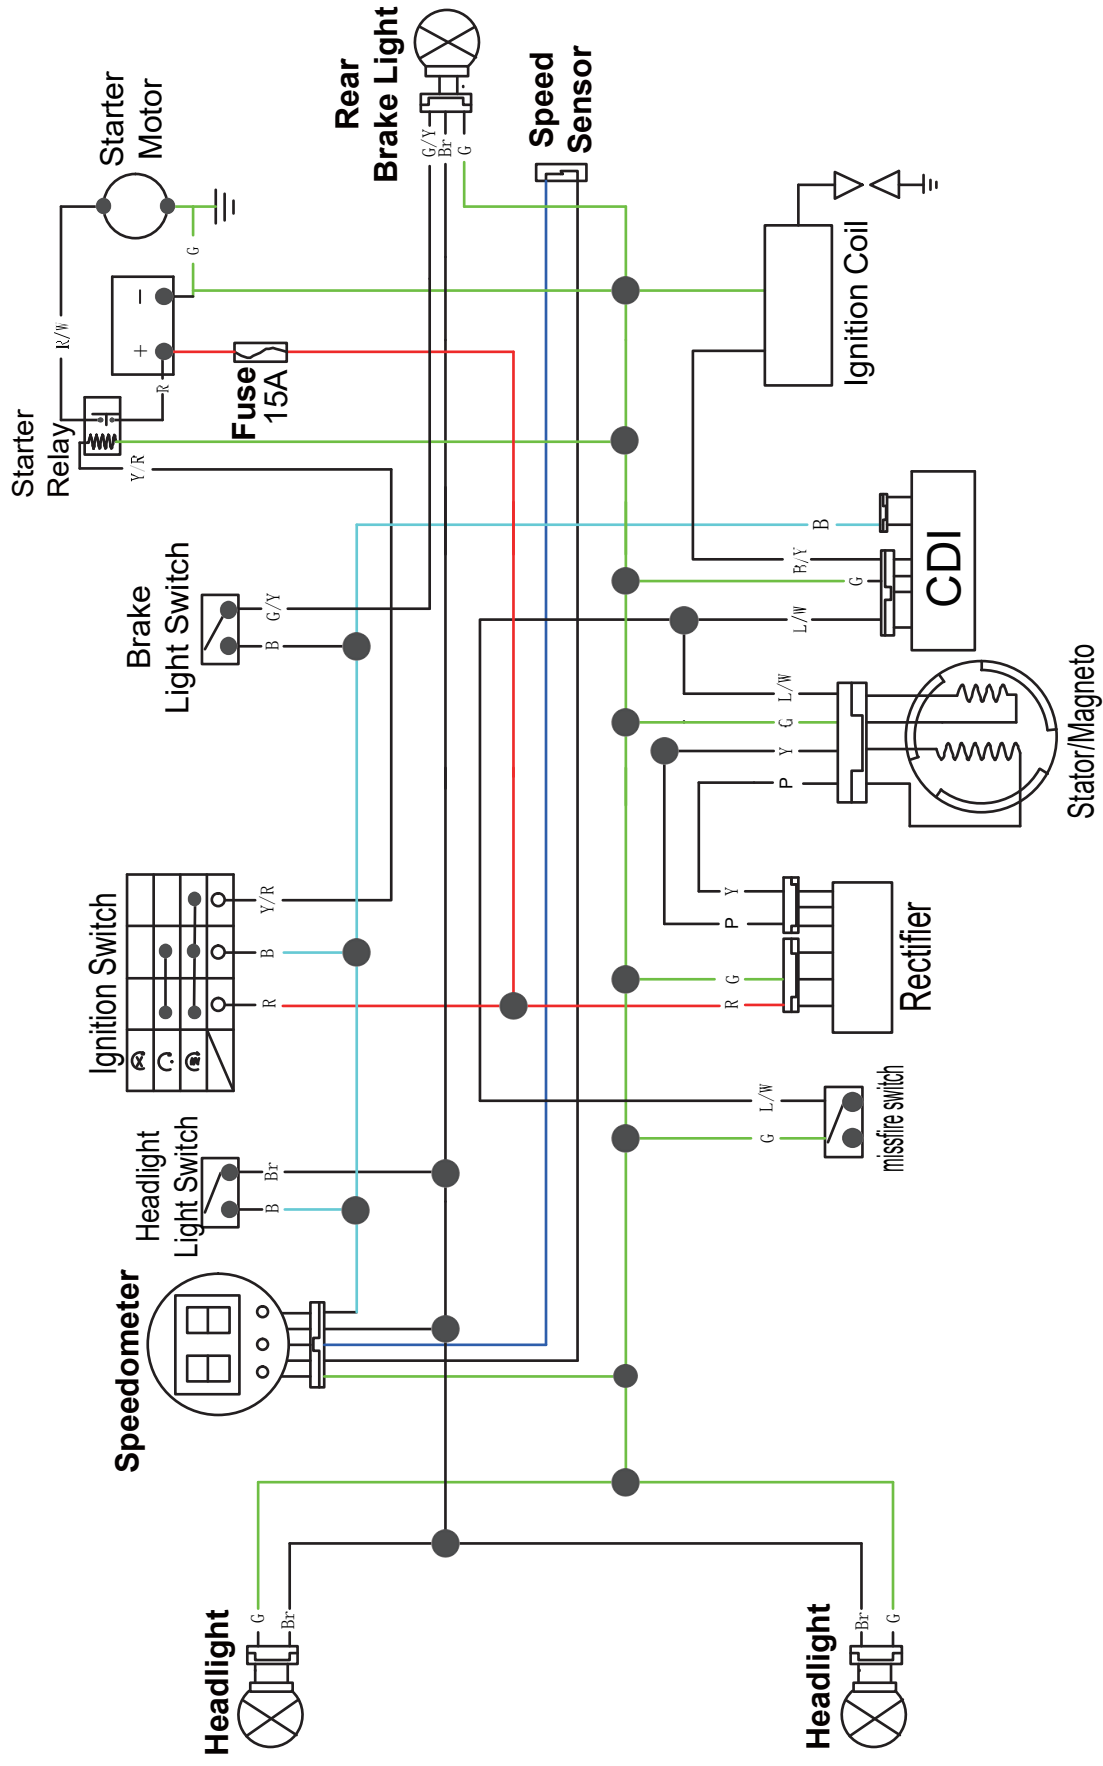 Headlight
G
Br
Headlight
Br
G
Speedometer
Headlight
Light Switch
B
Br
Ignition Switch
R
B
Y/R
Brake
Light Switch
B
G/Y
Starter
Relay
Y/R
R
R/W
+
-
Fuse
15A
G
Starter
Motor
Rear
Brake Light
G/Y
Br
G
Speed
Sensor
missfire switch
G
L/W
Rectifier
R
G
P
Y
Stator/Magneto
P
Y
G
L/W
CDI
L/W
G
B/Y
B
Ignition Coil